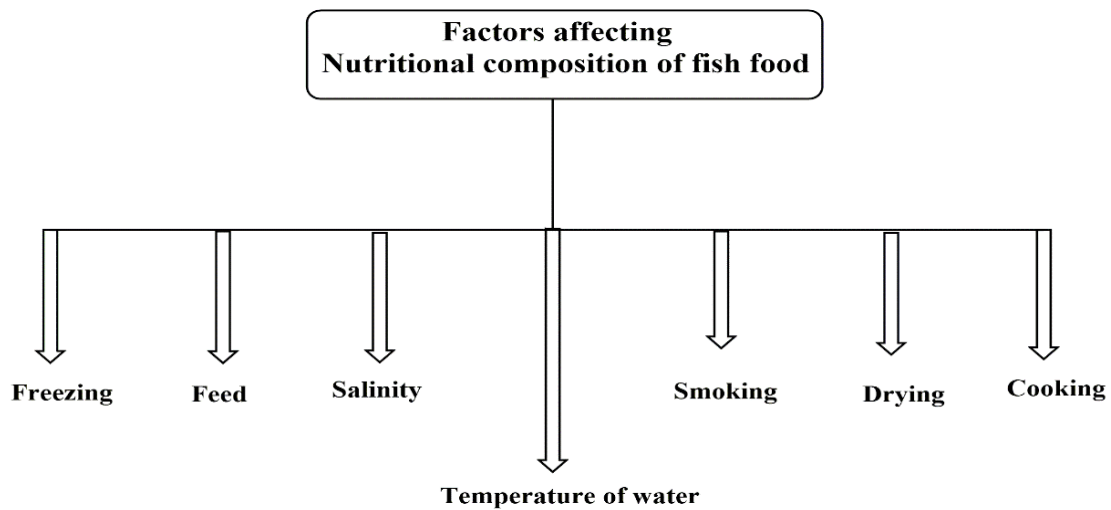 Factors affecting
Nutritional composition of fish food
Freezing
Feed
Salinity
Temperature of water
Smoking
Drying
Cooking